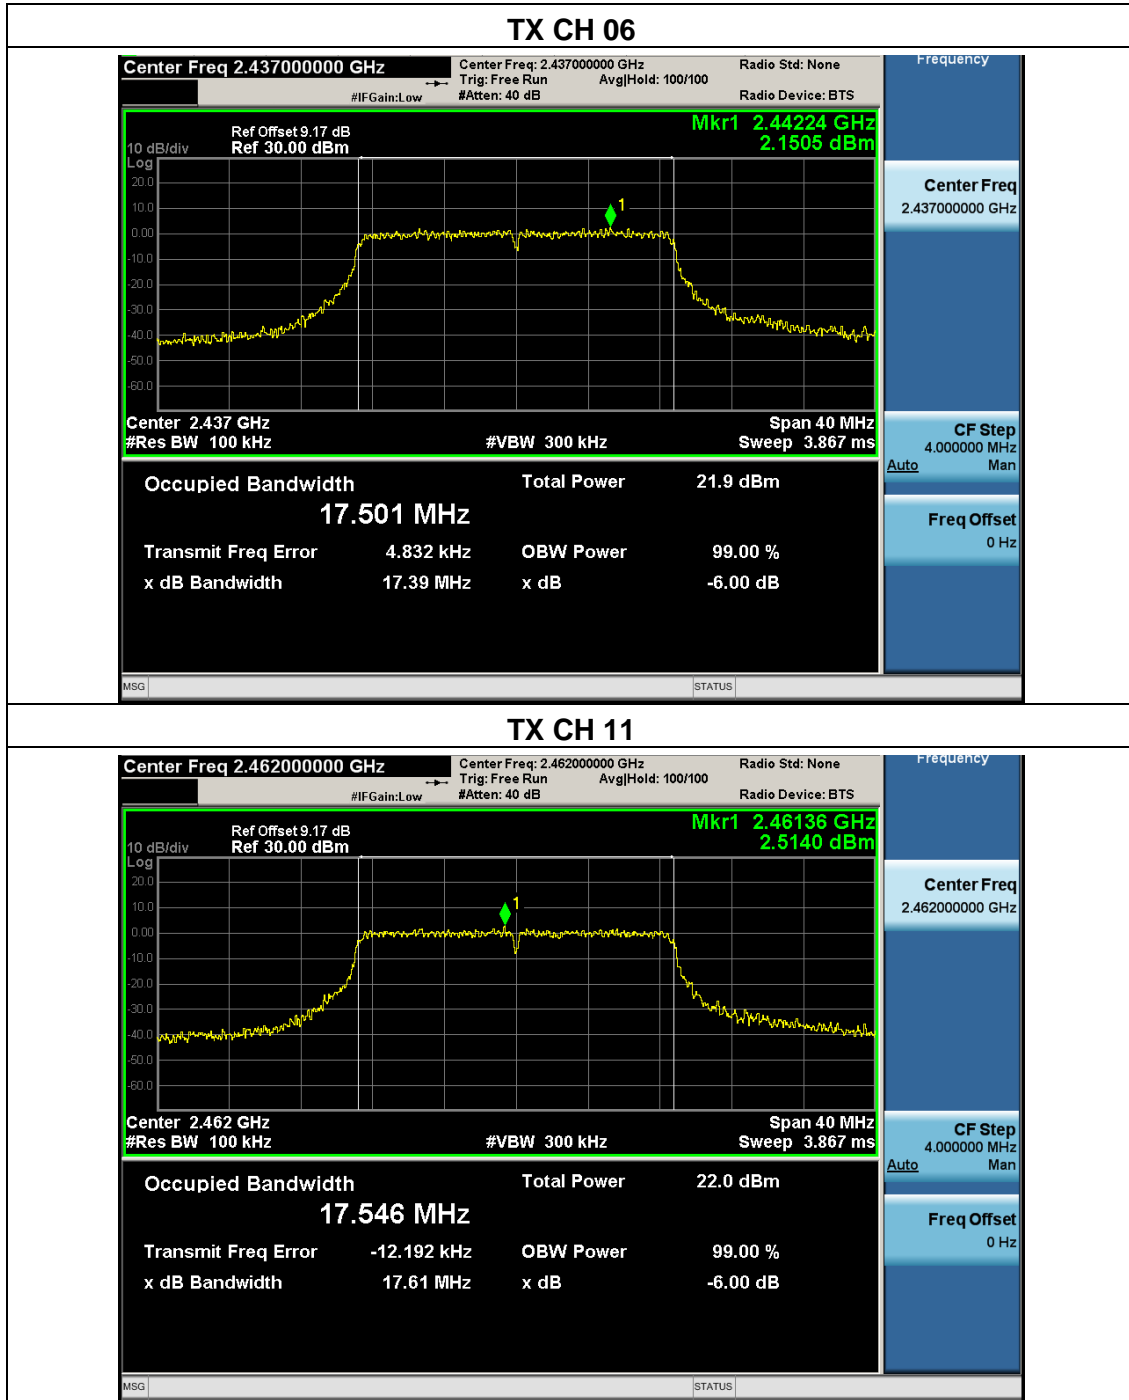 TX CH 06
Center Freq 2.437000000 GHz
Center Freq: 2.437000000 GHz
Radio Std: None
Frequency
Trig: Free Run
Avg|Hold: 100/100
#IFGain:Low
#Atten: 40 dB
Radio Device: BTS
Mkr1 2.44224 GHz
2.1505 dBm
Ref Offset 9.17 dB
10 dB/div
Ref 30.00 dBm
Log
20.0
10.0
0.00
-10.0
-20.0
-30.0
-40.0
-50.0
-60.0
1
Center 2.437 GHz
Span 40 MHz
#Res BW 100 kHz
#VBW 300 kHz
Sweep 3.867 ms
Center Freq
2.437000000 GHz
CF Step
4.000000 MHz
Auto Man
Freq Offset
0 Hz
Occupied Bandwidth
Total Power 21.9 dBm
17.501 MHz
Transmit Freq Error 4.832 kHz
OBW Power 99.00 %
x dB Bandwidth 17.39 MHz
x dB -6.00 dB
MSG
STATUS
TX CH 11
Center Freq 2.462000000 GHz
Center Freq: 2.462000000 GHz
Radio Std: None
Frequency
Trig: Free Run
Avg|Hold: 100/100
#IFGain:Low
#Atten: 40 dB
Radio Device: BTS
Mkr1 2.46136 GHz
2.5140 dBm
Ref Offset 9.17 dB
10 dB/div
Ref 30.00 dBm
Log
20.0
10.0
0.00
-10.0
-20.0
-30.0
-40.0
-50.0
-60.0
1
Center 2.462 GHz
Span 40 MHz
#Res BW 100 kHz
#VBW 300 kHz
Sweep 3.867 ms
Center Freq
2.462000000 GHz
CF Step
4.000000 MHz
Auto Man
Freq Offset
0 Hz
Occupied Bandwidth
Total Power 22.0 dBm
17.546 MHz
Transmit Freq Error -12.192 kHz
OBW Power 99.00 %
x dB Bandwidth 17.61 MHz
x dB -6.00 dB
MSG
STATUS